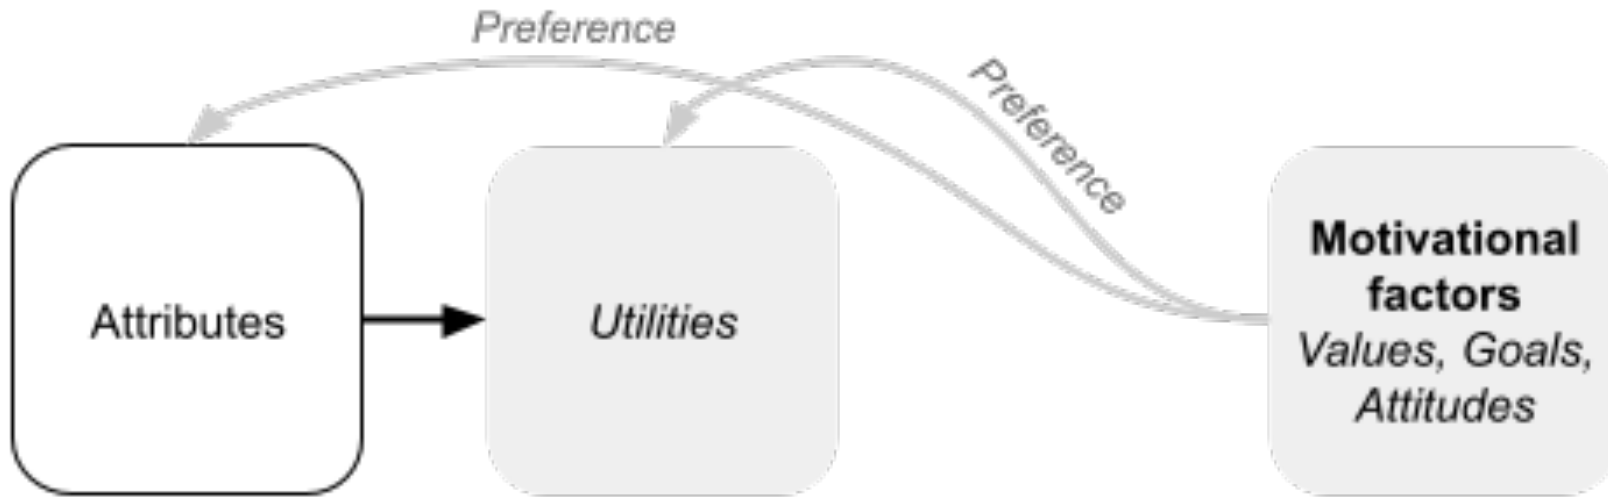 Preference
Preference
Attributes
Utilities
Motivational
factors
Values, Goals,
Attitudes